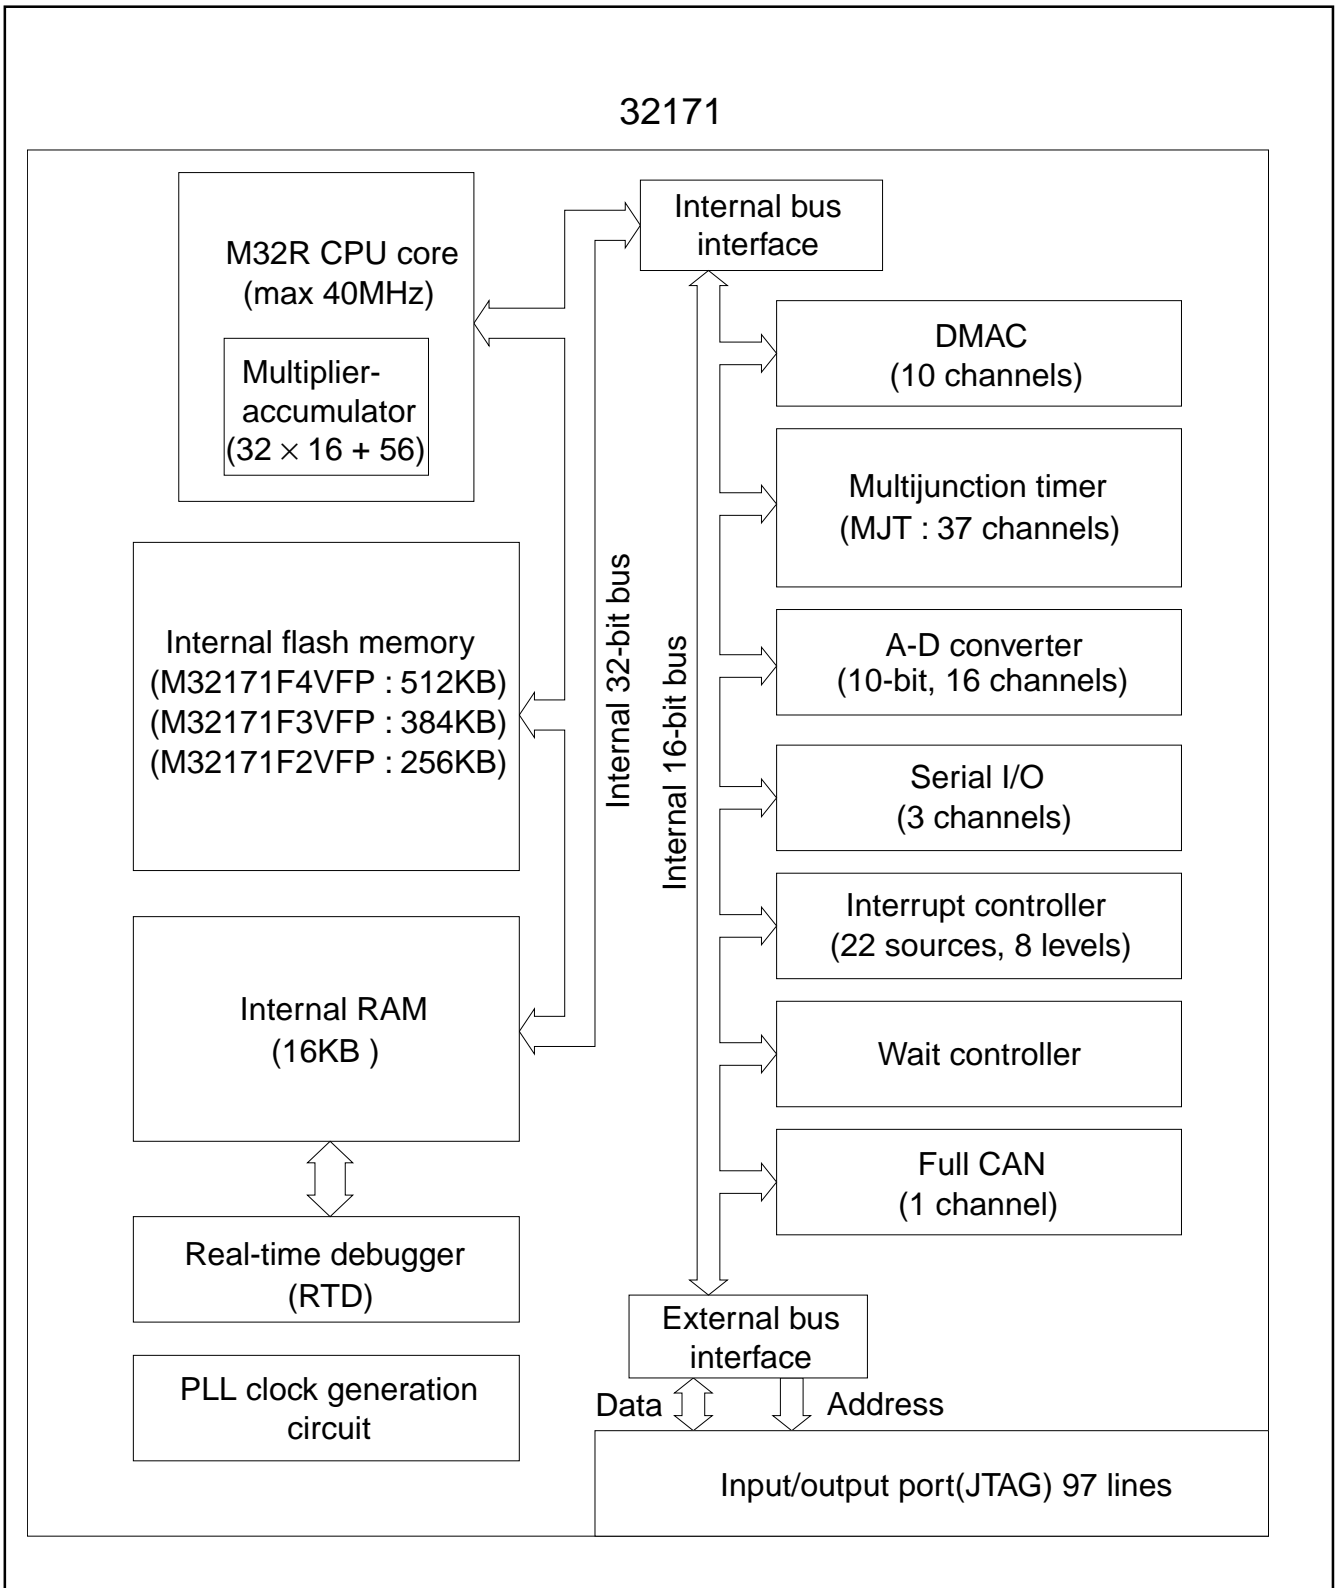 32171
M32R CPU core
(max 40MHz)
Multiplier-
accumulator
(32 × 16 + 56)
Internal flash memory
(M32171F4VFP : 512KB)
(M32171F3VFP : 384KB)
(M32171F2VFP : 256KB)
Internal RAM
(16KB )
Real-time debugger
(RTD)
PLL clock generation
circuit
Internal 32-bit bus
Internal 16-bit bus
Internal bus
interface
DMAC
(10 channels)
Multijunction timer
(MJT : 37 channels)
A-D converter
(10-bit, 16 channels)
Serial I/O
(3 channels)
Interrupt controller
(22 sources, 8 levels)
Wait controller
Full CAN
(1 channel)
External bus
interface
Data
Address
Input/output port(JTAG) 97 lines